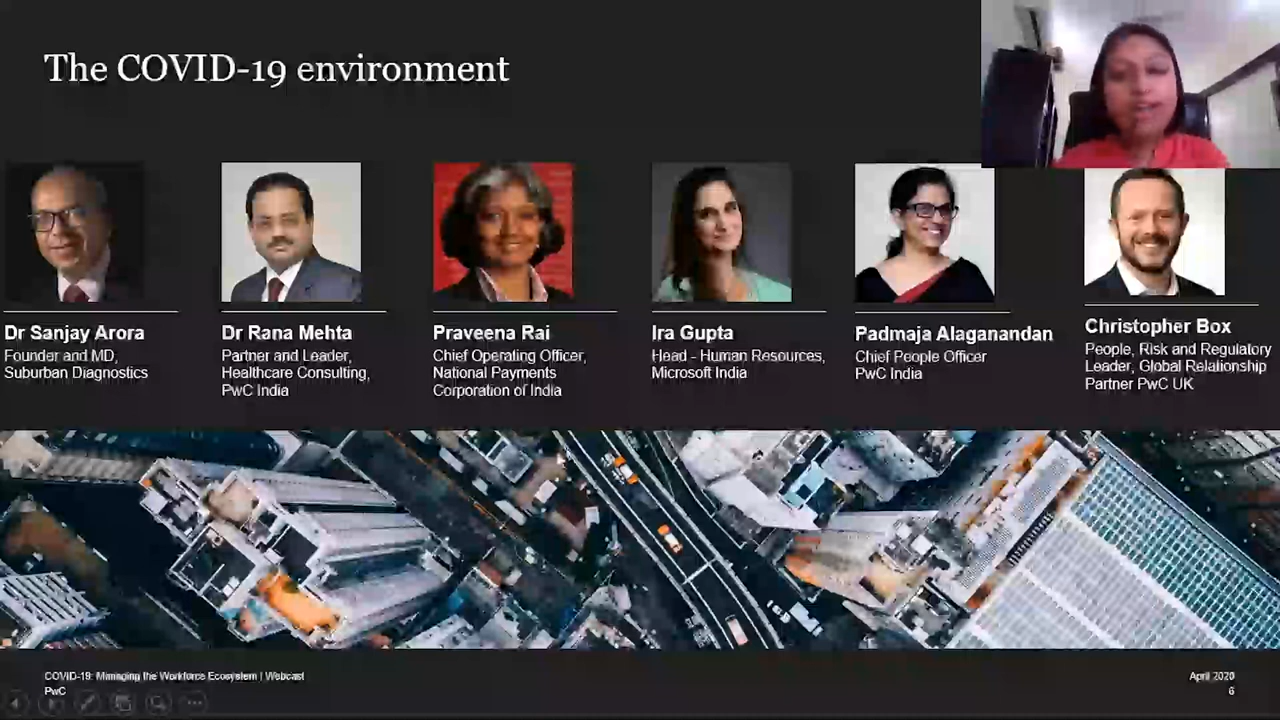 The COVID-19 environment
Dr Sanjay Arora
Founder and MD,
Suburban Diagnostics
Dr Rana Mehta
Partner and Leader,
Healthcare Consulting,
PwC India
Praveena Rai
Chief Operating Officer,
National Payments
Corporation of India
Ira Gupta
Head - Human Resources,
Microsoft India
Padmaja Alaganandan
Chief People Officer
PwC India
Christopher Box
People, Risk and Regulatory
Leader, Global Relationship
Partner PwC UK
COVID-19: Managing the Workforce Ecosystem | Webcast
PwC
April 2020
6